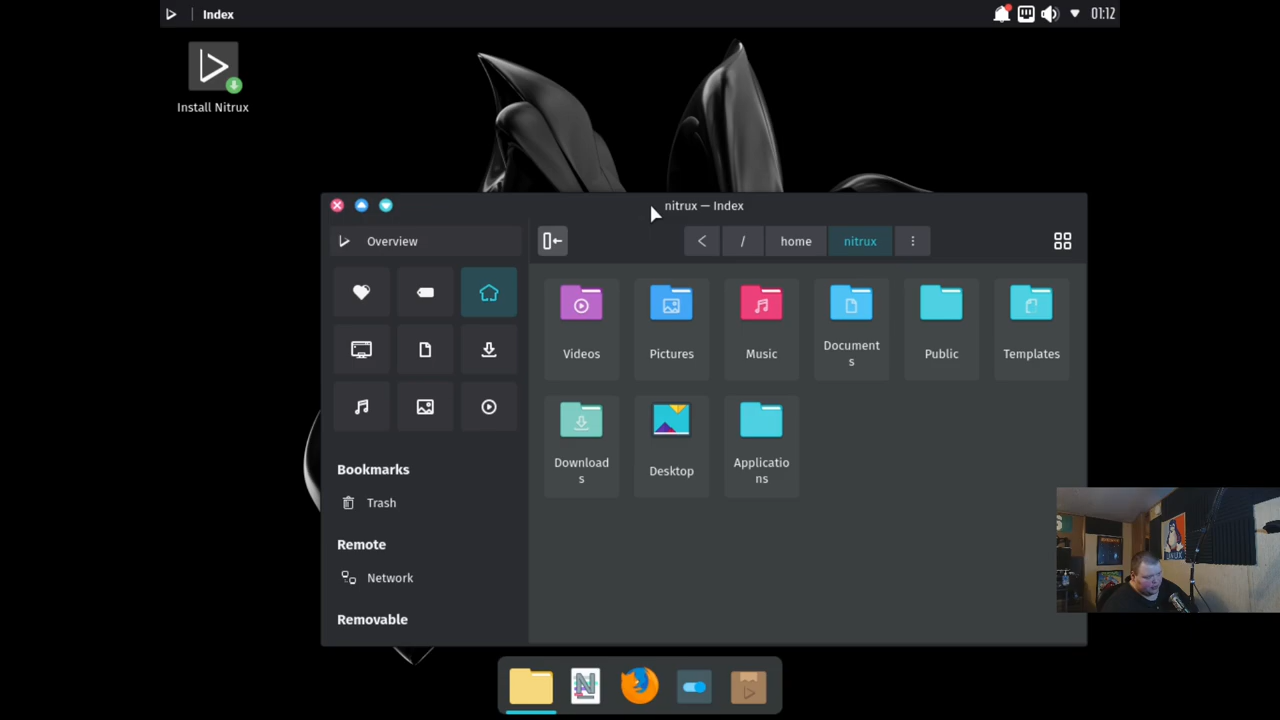 Index
01:12
Install Nitrux
nitrux — Index
Overview
/
home
nitrux
Videos
Pictures
Music
Document
s
Public
Templates
Download
s
Desktop
Applicatio
ns
Bookmarks
Trash
Remote
Network
Removable